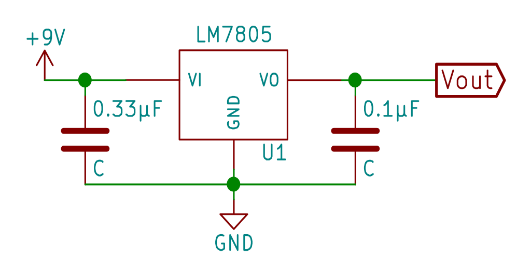 LM7805
+9V
VI
VO
GND
Vout
0.33µF
0.1µF
U1
C
C
GND